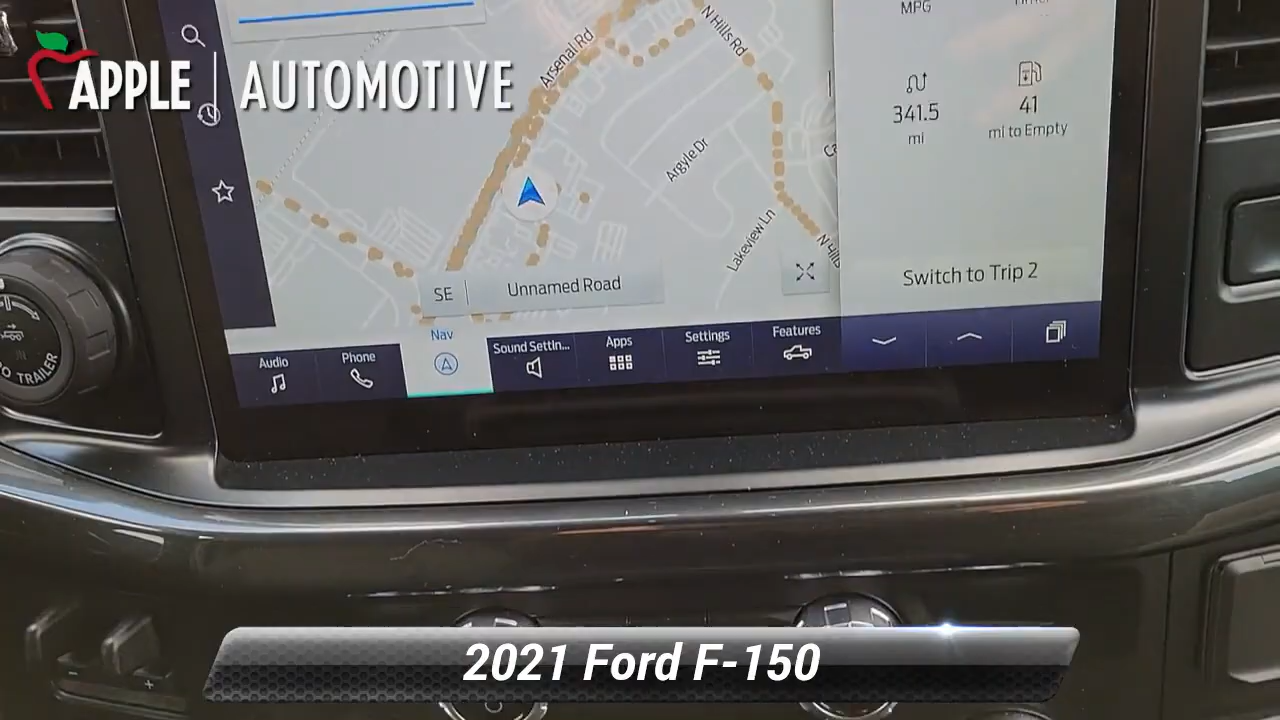 MPG
APPLE | AUTOMOTIVE
Arsenal Rd
N Hills Rd
341.5
mi
41
mi to Empty
Argyle Dr
Lakeview Ln
N Hills
SE
Unnamed Road
Switch to Trip 2
Audio
Phone
Nav
Sound Settin...
Apps
Settings
Features
O TRAILER
- +
2021 Ford F-150